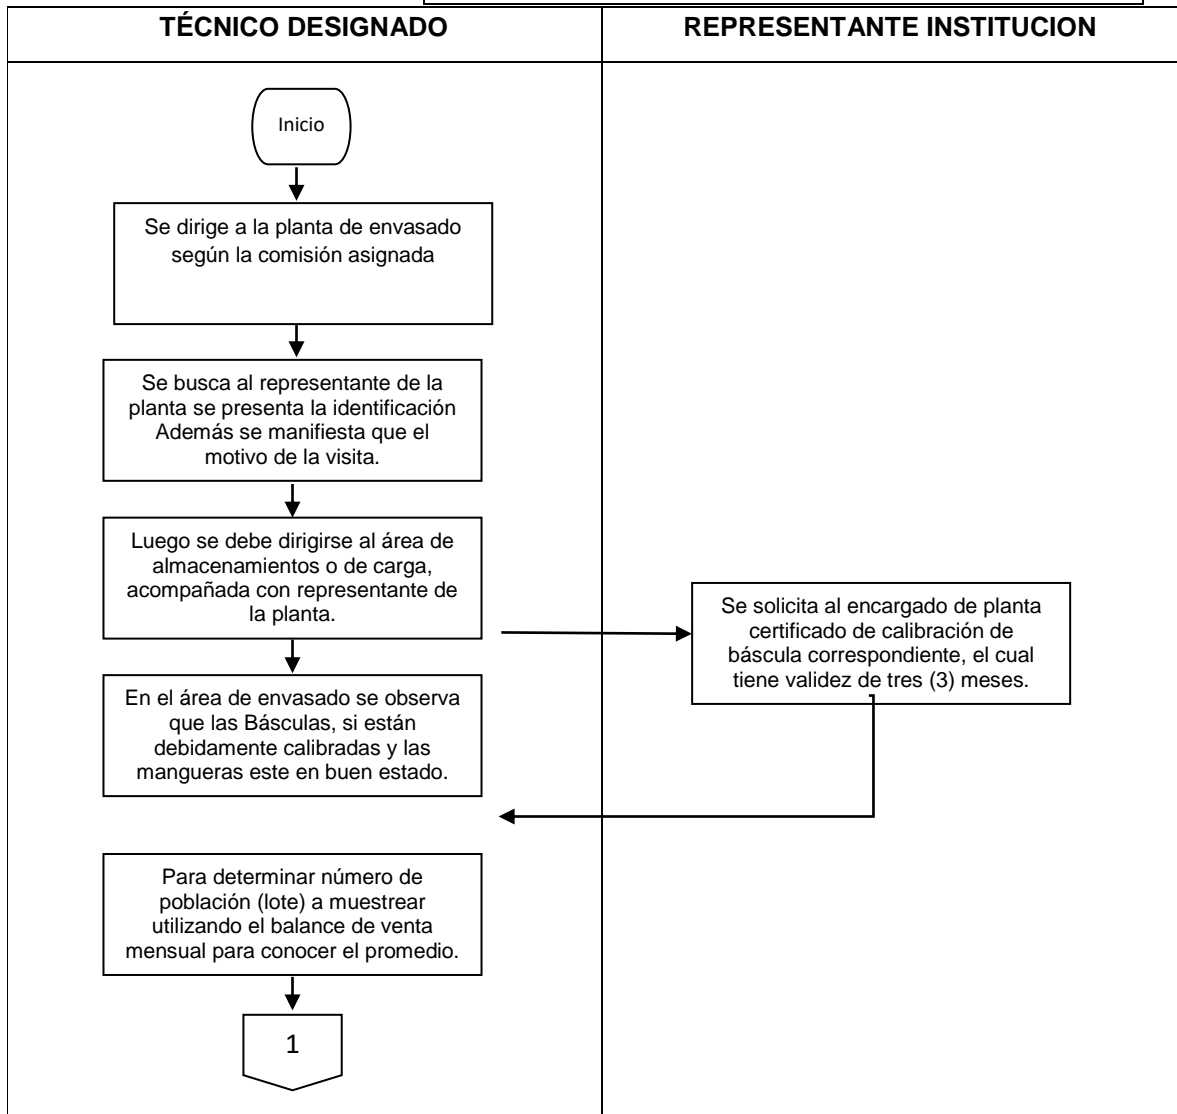 TÉCNICO DESIGNADO
REPRESENTANTE INSTITUCION
Inicio
Se dirige a la planta de envasado
según la comisión asignada
Se busca al representante de la
planta se presenta la identificación
Además se manifiesta que el
motivo de la visita.
Luego se debe dirigirse al área de
almacenamientos o de carga,
acompañada con representante de
la planta.
Se solicita al encargado de planta
certificado de calibración de
báscula correspondiente, el cual
tiene validez de tres (3) meses.
En el área de envasado se observa
que las Básculas, si están
debidamente calibradas y las
mangueras este en buen estado.
Para determinar número de
población (lote) a muestrear
utilizando el balance de venta
mensual para conocer el promedio.
1